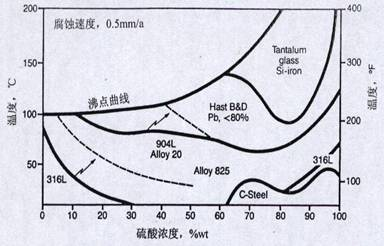 腐蚀速度，0.5mm/a
200
150
100
50
温度，℃
400
300
200
100
温度，°F
沸点曲线
Tantalum
glass
Si-iron
Hast B&D
Pb, <80%
904L
Alloy 20
Alloy 825
316L
316L
C-Steel
0 10 20 30 40 50 60 70 80 90 100
硫酸浓度，%wt